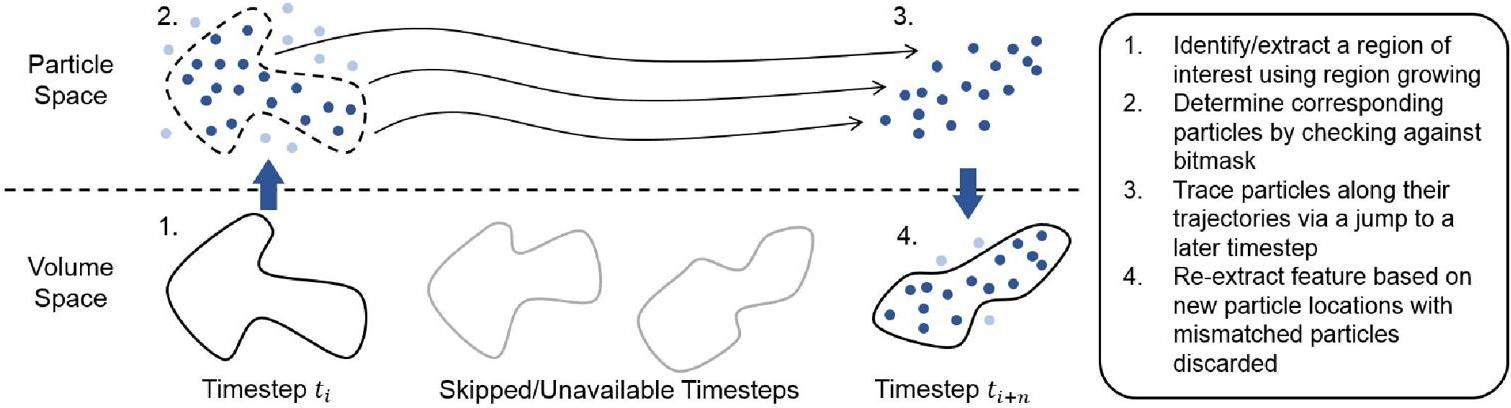 2.
3.
Particle
Space
1.
4.
Volume
Space
Timestep tᵢ
Skipped/Unavailable Timesteps
Timestep tᵢ₊ₙ
1. Identify/extract a region of
interest using region growing
2. Determine corresponding
particles by checking against
bitmask
3. Trace particles along their
trajectories via a jump to a
later timestep
4. Re-extract feature based on
new particle locations with
mismatched particles
discarded